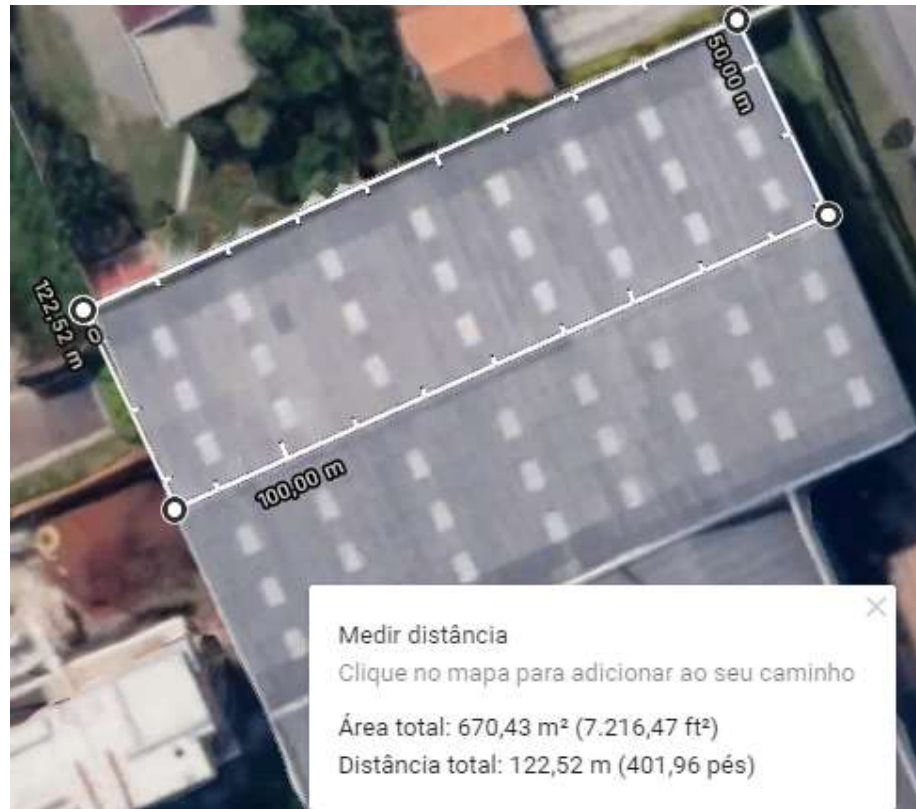 50,00 m
122,52 m
100,00 m
Medir distância
Clique no mapa para adicionar ao seu caminho
Área total: 670,43 m² (7.216,47 ft²)
Distância total: 122,52 m (401,96 pés)